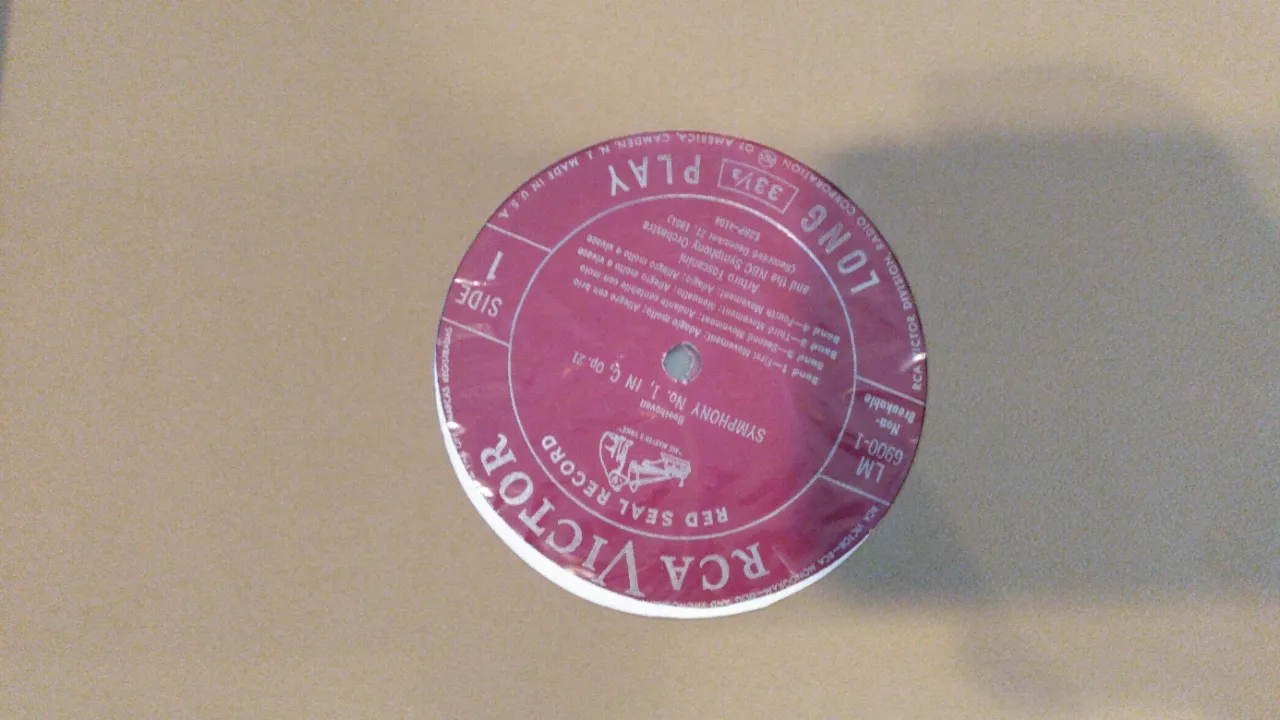 RCA VICTOR
RED SEAL RECORD
"HIS MASTER'S VOICE"
Beethoven
SYMPHONY No. 1, IN C, Op. 21
Band 1—First Movement: Adagio molto; Allegro con brio
Band 2—Second Movement: Andante cantabile con moto
Band 3—Third Movement: Menuetto; Allegro molto e vivace
Band 4—Fourth Movement: Adagio; Allegro molto e vivace
Arturo Toscanini
and the NBC Symphony Orchestra
(Recorded December 21, 1951)
LM
6900-1
Non-
Breakable
SIDE
1
LONG 33⅓ PLAY
RCA VICTOR DIVISION, RADIO CORPORATION OF AMERICA, CAMDEN, N. J. MADE IN U.S.A.